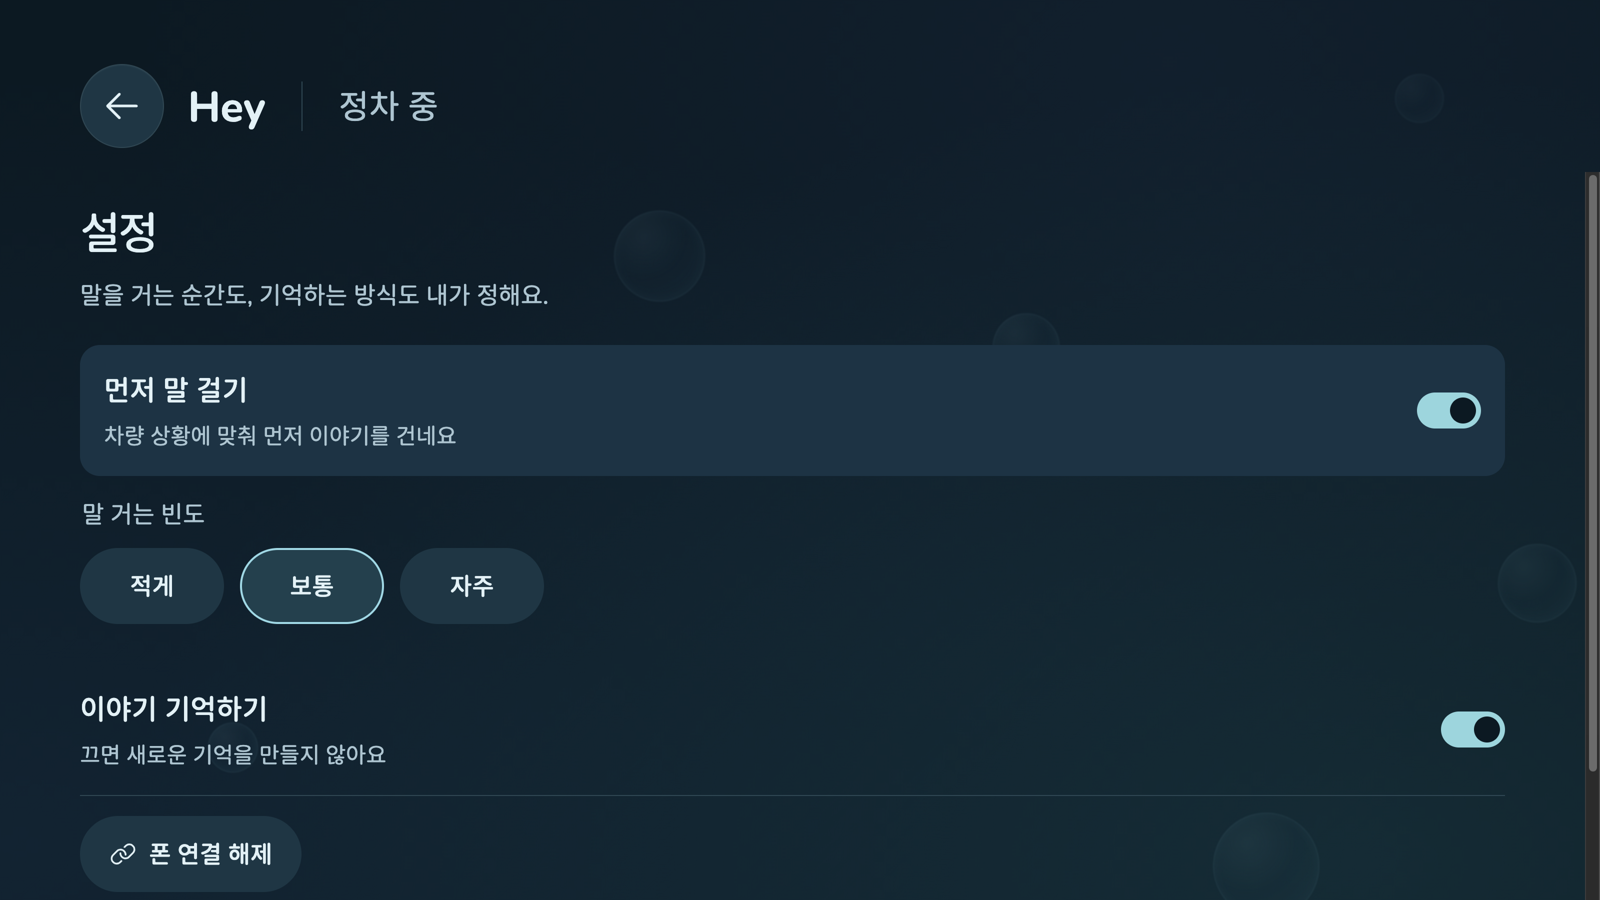 Hey
정차 중
설정
말을 거는 순간도, 기억하는 방식도 내가 정해요.
먼저 말 걸기
차량 상황에 맞춰 먼저 이야기를 건네요
말 거는 빈도
적게
보통
자주
이야기 기억하기
끄면 새로운 기억을 만들지 않아요
폰 연결 해제